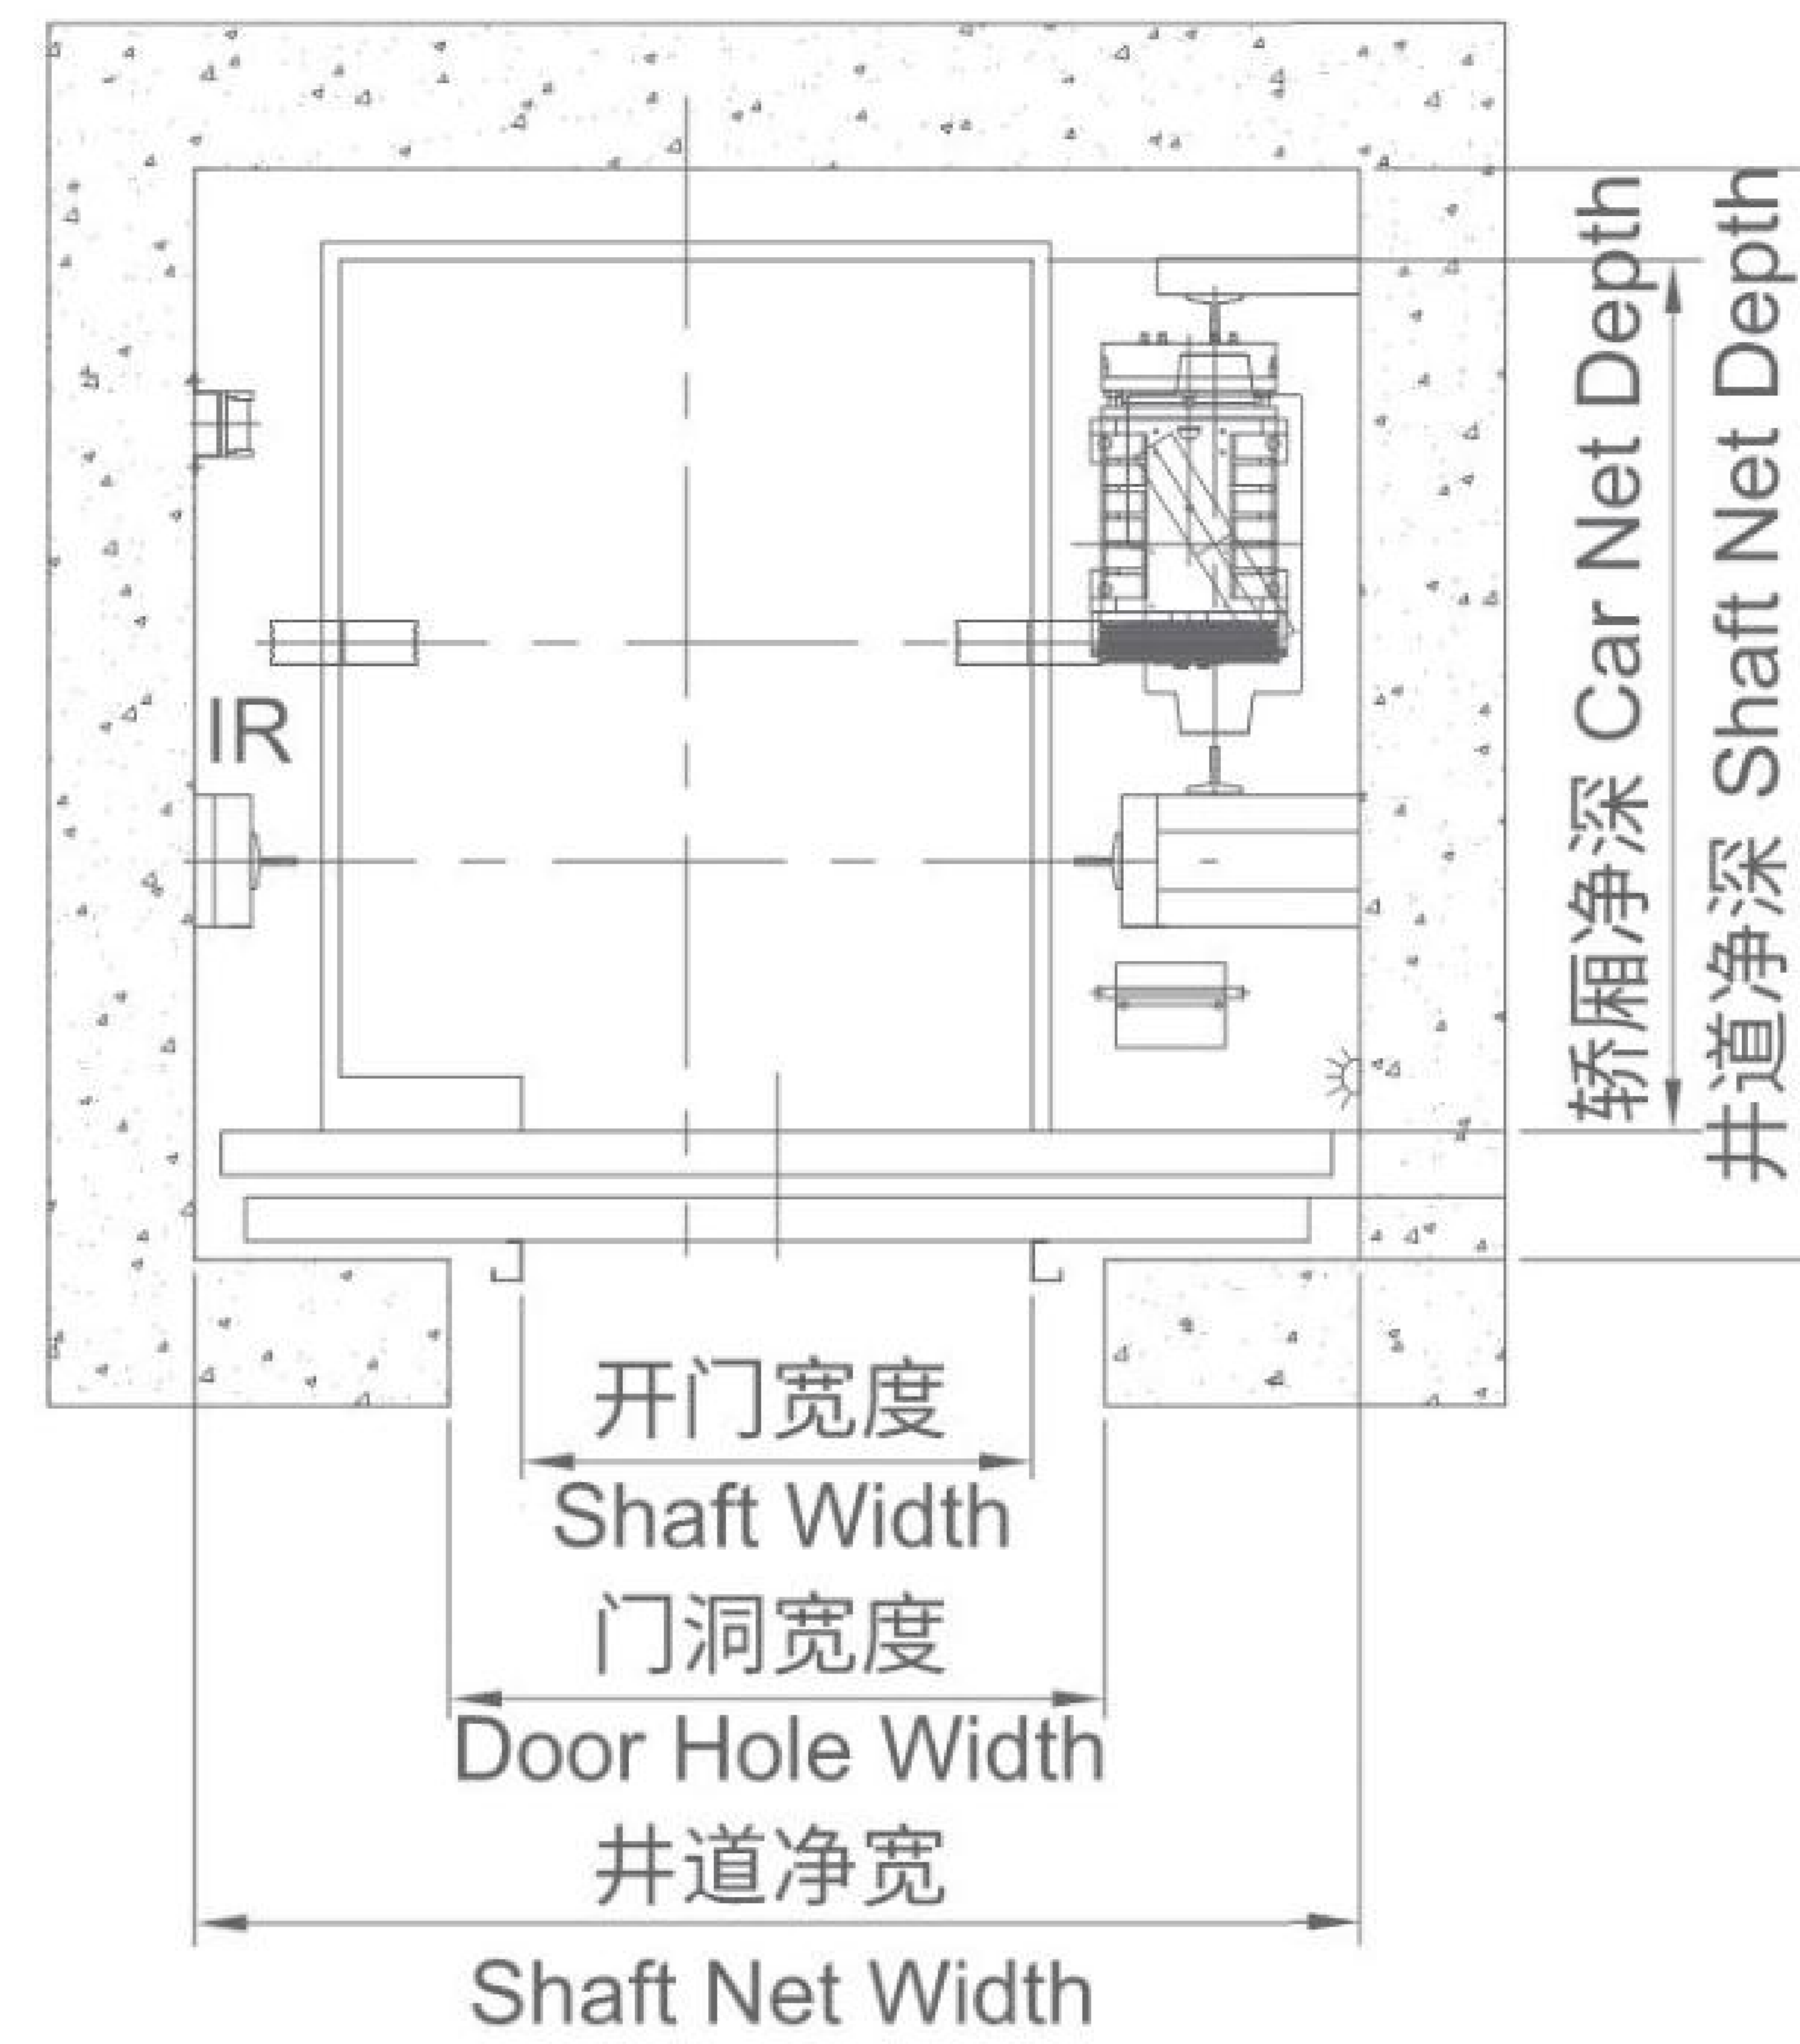 IR
轿厢净深 Car Net Depth
井道净深 Shaft Net Depth
开门宽度
Shaft Width
门洞宽度
Door Hole Width
井道净宽
Shaft Net Width